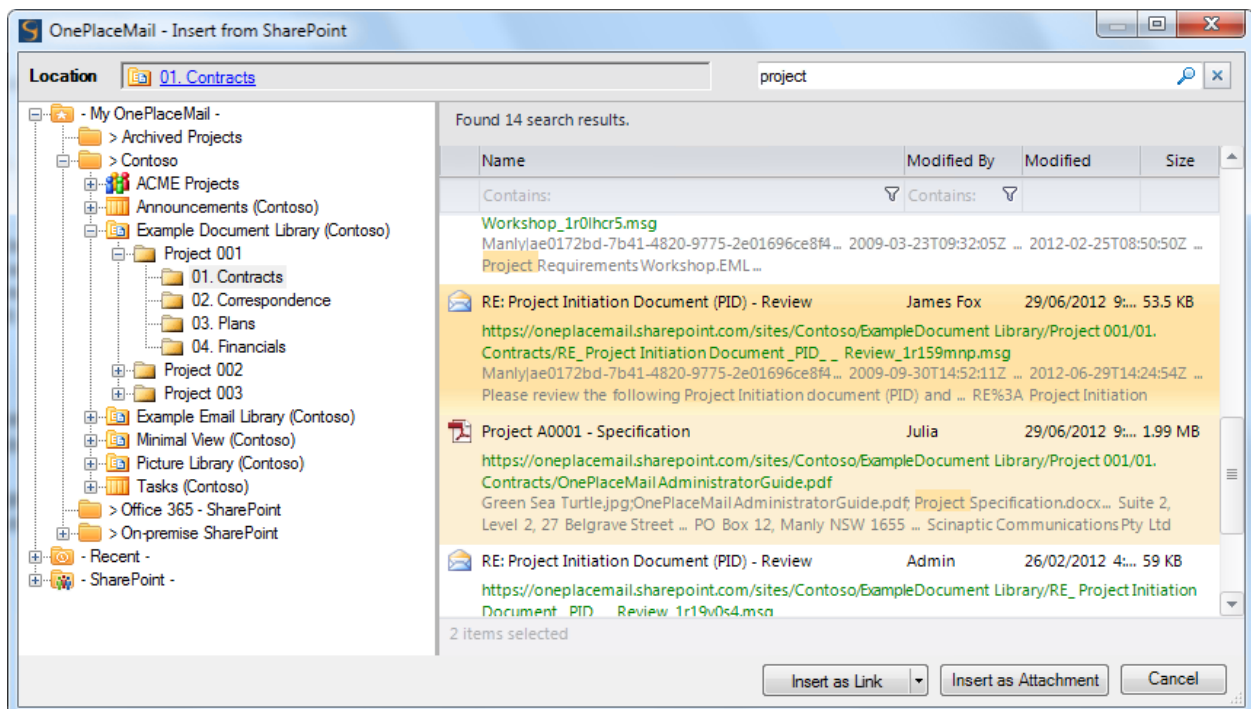 OnePlaceMail - Insert from SharePoint
Location
01. Contracts
project
- My OnePlaceMail -
> Archived Projects
> Contoso
ACME Projects
Announcements (Contoso)
Example Document Library (Contoso)
Project 001
01. Contracts
02. Correspondence
03. Plans
04. Financials
Project 002
Project 003
Example Email Library (Contoso)
Minimal View (Contoso)
Picture Library (Contoso)
Tasks (Contoso)
> Office 365 - SharePoint
> On-premise SharePoint
- Recent -
- SharePoint -
Found 14 search results.
Name Modified By Modified Size
Contains: Contains:
Workshop_1r0lhcr5.msg
Manly|ae0172bd-7b41-4820-9775-2e01696ce8f4... 2009-03-23T09:32:05Z ... 2012-02-25T08:50:50Z ...
Project Requirements Workshop.EML ...
RE: Project Initiation Document (PID) - Review James Fox 29/06/2012 9:... 53.5 KB
https://oneplacemail.sharepoint.com/sites/Contoso/Example Document Library/Project 001/01.
Contracts/RE_Project Initiation Document _PID_ _ Review_1r159mnp.msg
Manly|ae0172bd-7b41-4820-9775-2e01696ce8f4... 2009-09-30T14:52:11Z ... 2012-06-29T14:24:54Z ...
Please review the following Project Initiation document (PID) and ... RE%3A Project Initiation
Project A0001 - Specification Julia 29/06/2012 9:... 1.99 MB
https://oneplacemail.sharepoint.com/sites/Contoso/Example Document Library/Project 001/01.
Contracts/OnePlaceMail AdministratorGuide.pdf
Green Sea Turtle.jpg;OnePlaceMail AdministratorGuide.pdf; Project Specification.docx... Suite 2,
Level 2, 27 Belgrave Street ... PO Box 12, Manly NSW 1655 ... Scinaptic Communications Pty Ltd
RE: Project Initiation Document (PID) - Review Admin 26/02/2012 4:... 59 KB
https://oneplacemail.sharepoint.com/sites/Contoso/Example Document Library/RE_ Project Initiation
Document _PID_ _ Review_1r19v0s4.msg
2 items selected
Insert as Link
Insert as Attachment
Cancel